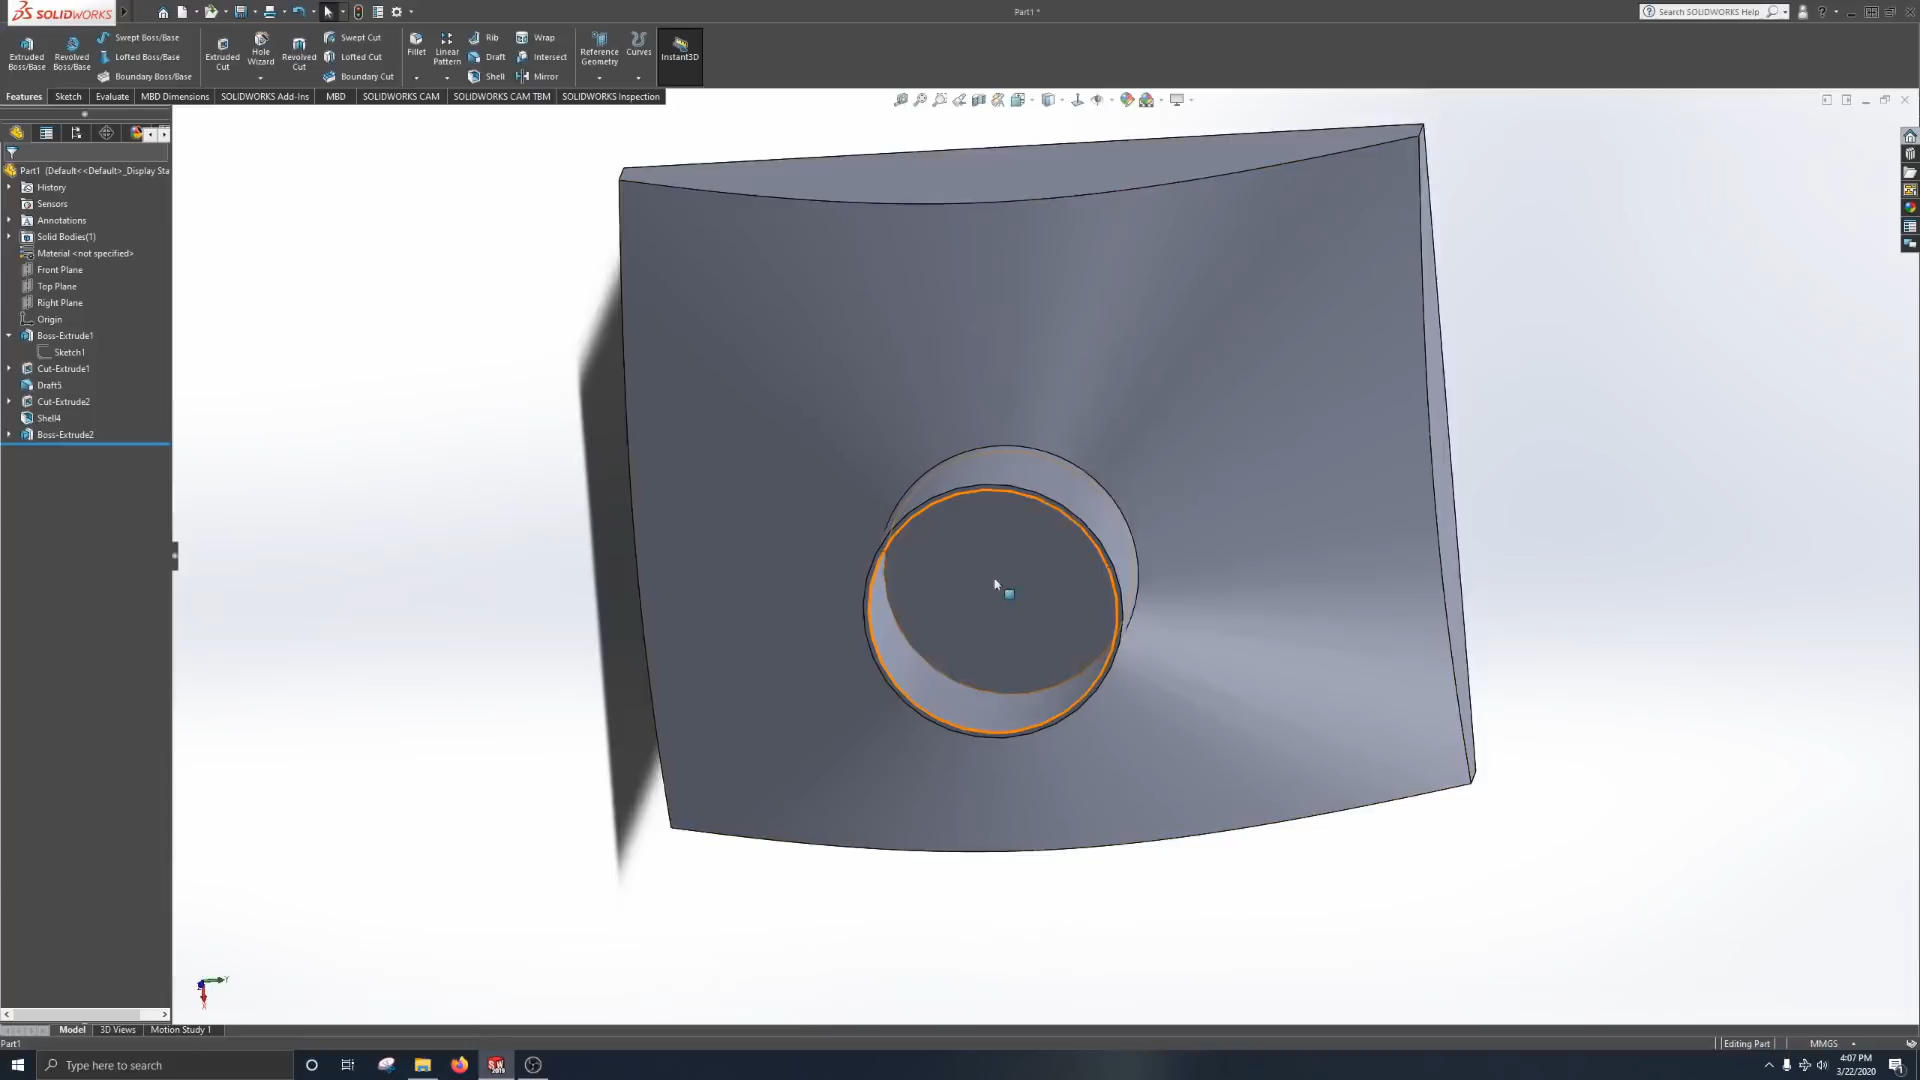 SOLIDWORKS
Part1 *
Search SOLIDWORKS Help
Extruded Boss/Base
Revolved Boss/Base
Swept Boss/Base
Lofted Boss/Base
Boundary Boss/Base
Extruded Cut
Hole Wizard
Revolved Cut
Swept Cut
Lofted Cut
Boundary Cut
Fillet
Linear Pattern
Rib
Draft
Shell
Wrap
Intersect
Mirror
Reference Geometry
Curves
Instant3D
Features
Sketch
Evaluate
MBD Dimensions
SOLIDWORKS Add-Ins
MBD
SOLIDWORKS CAM
SOLIDWORKS CAM TBM
SOLIDWORKS Inspection
Part1 (Default<<Default>_Display Sta
History
Sensors
Annotations
Solid Bodies(1)
Material <not specified>
Front Plane
Top Plane
Right Plane
Origin
Boss-Extrude1
Sketch1
Cut-Extrude1
Draft5
Cut-Extrude2
Shell4
Boss-Extrude2
Y
X
Model
3D Views
Motion Study 1
Part1
Editing Part
MMGS
Type here to search
SW
2019
4:07 PM
3/22/2020